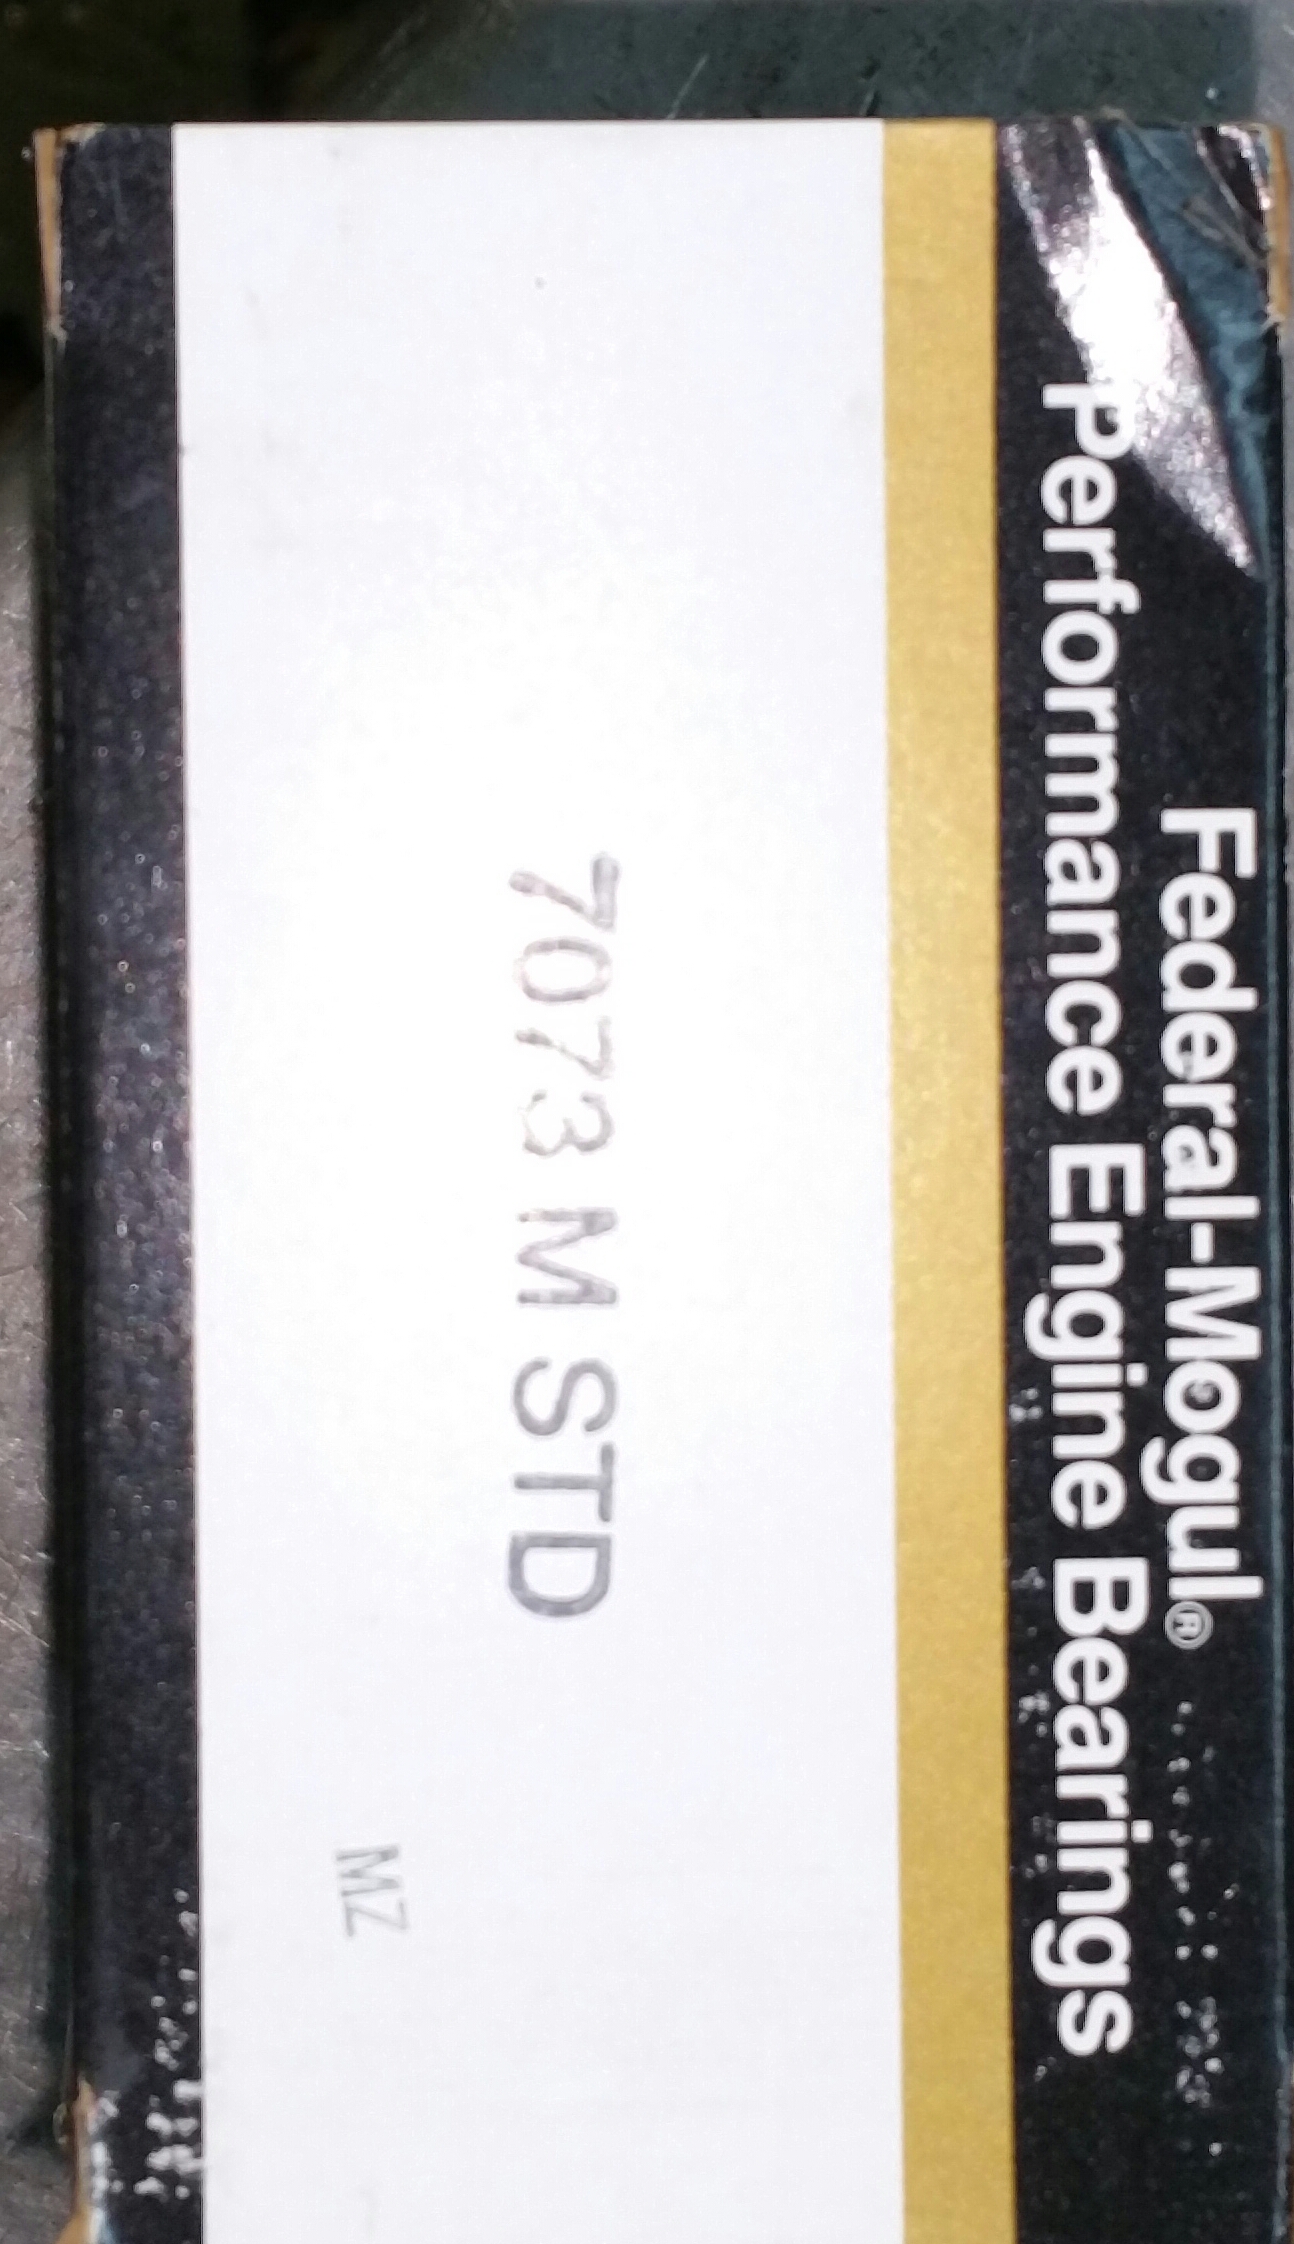 Federal-Mogul®
Performance Engine Bearings
7073 M STD
MZ